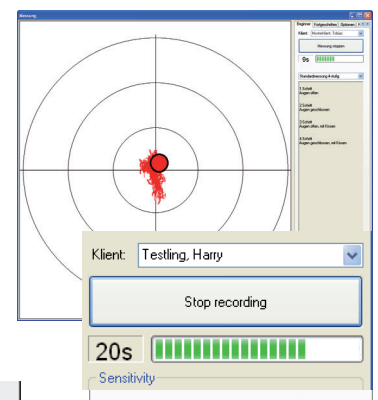 Messung
Beginner Fortgeschritten Optionen
Klient:
Messung stoppen
9s
Standardmessung 4-stufig
1.Schritt
Augen offen
2.Schritt
Augen geschlossen
3.Schritt
Augen offen, mit Kissen
4.Schritt
Augen geschlossen, mit Kissen
Klient: Testling, Harry
Stop recording
20s
Sensitivity